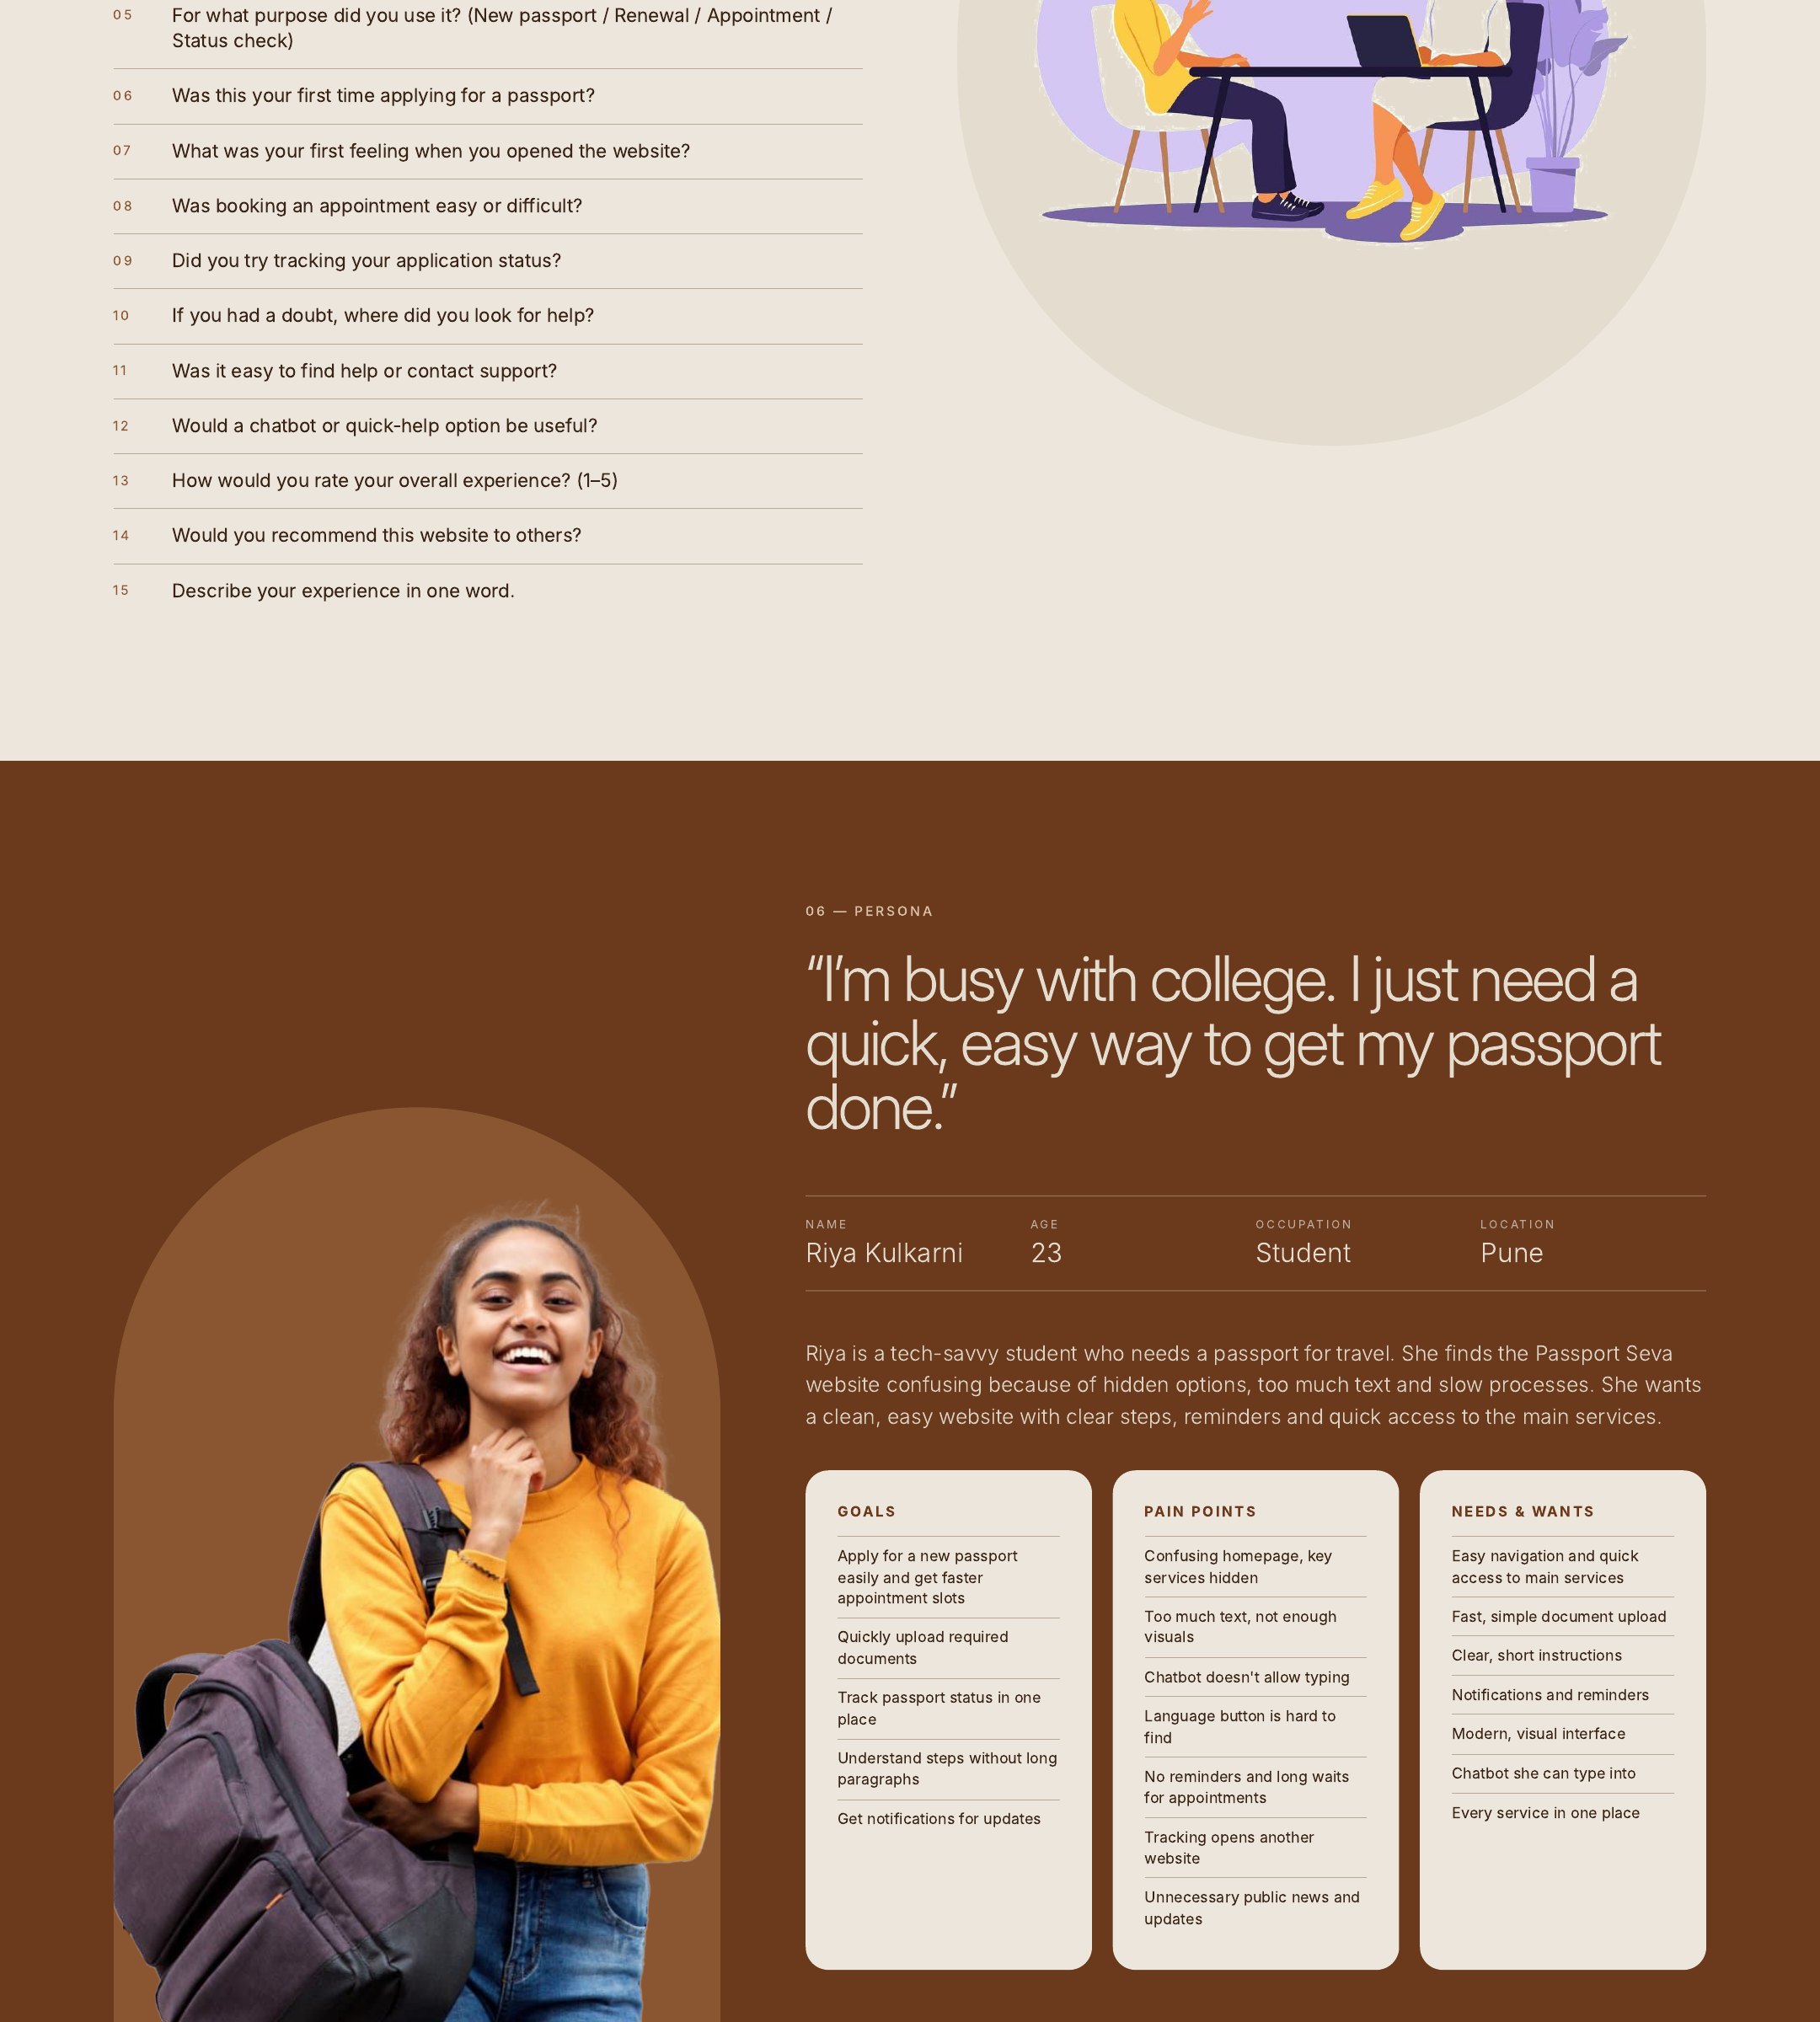 05 For what purpose did you use it? (New passport / Renewal / Appointment /
Status check)
06 Was this your first time applying for a passport?
07 What was your first feeling when you opened the website?
08 Was booking an appointment easy or difficult?
09 Did you try tracking your application status?
10 If you had a doubt, where did you look for help?
11 Was it easy to find help or contact support?
12 Would a chatbot or quick-help option be useful?
13 How would you rate your overall experience? (1–5)
14 Would you recommend this website to others?
15 Describe your experience in one word.
06 — PERSONA
“I’m busy with college. I just need a
quick, easy way to get my passport
done.”
NAME
Riya Kulkarni
AGE
23
OCCUPATION
Student
LOCATION
Pune
Riya is a tech-savvy student who needs a passport for travel. She finds the Passport Seva
website confusing because of hidden options, too much text and slow processes. She wants
a clean, easy website with clear steps, reminders and quick access to the main services.
GOALS
Apply for a new passport
easily and get faster
appointment slots
Quickly upload required
documents
Track passport status in one
place
Understand steps without long
paragraphs
Get notifications for updates
PAIN POINTS
Confusing homepage, key
services hidden
Too much text, not enough
visuals
Chatbot doesn't allow typing
Language button is hard to
find
No reminders and long waits
for appointments
Tracking opens another
website
Unnecessary public news and
updates
NEEDS & WANTS
Easy navigation and quick
access to main services
Fast, simple document upload
Clear, short instructions
Notifications and reminders
Modern, visual interface
Chatbot she can type into
Every service in one place